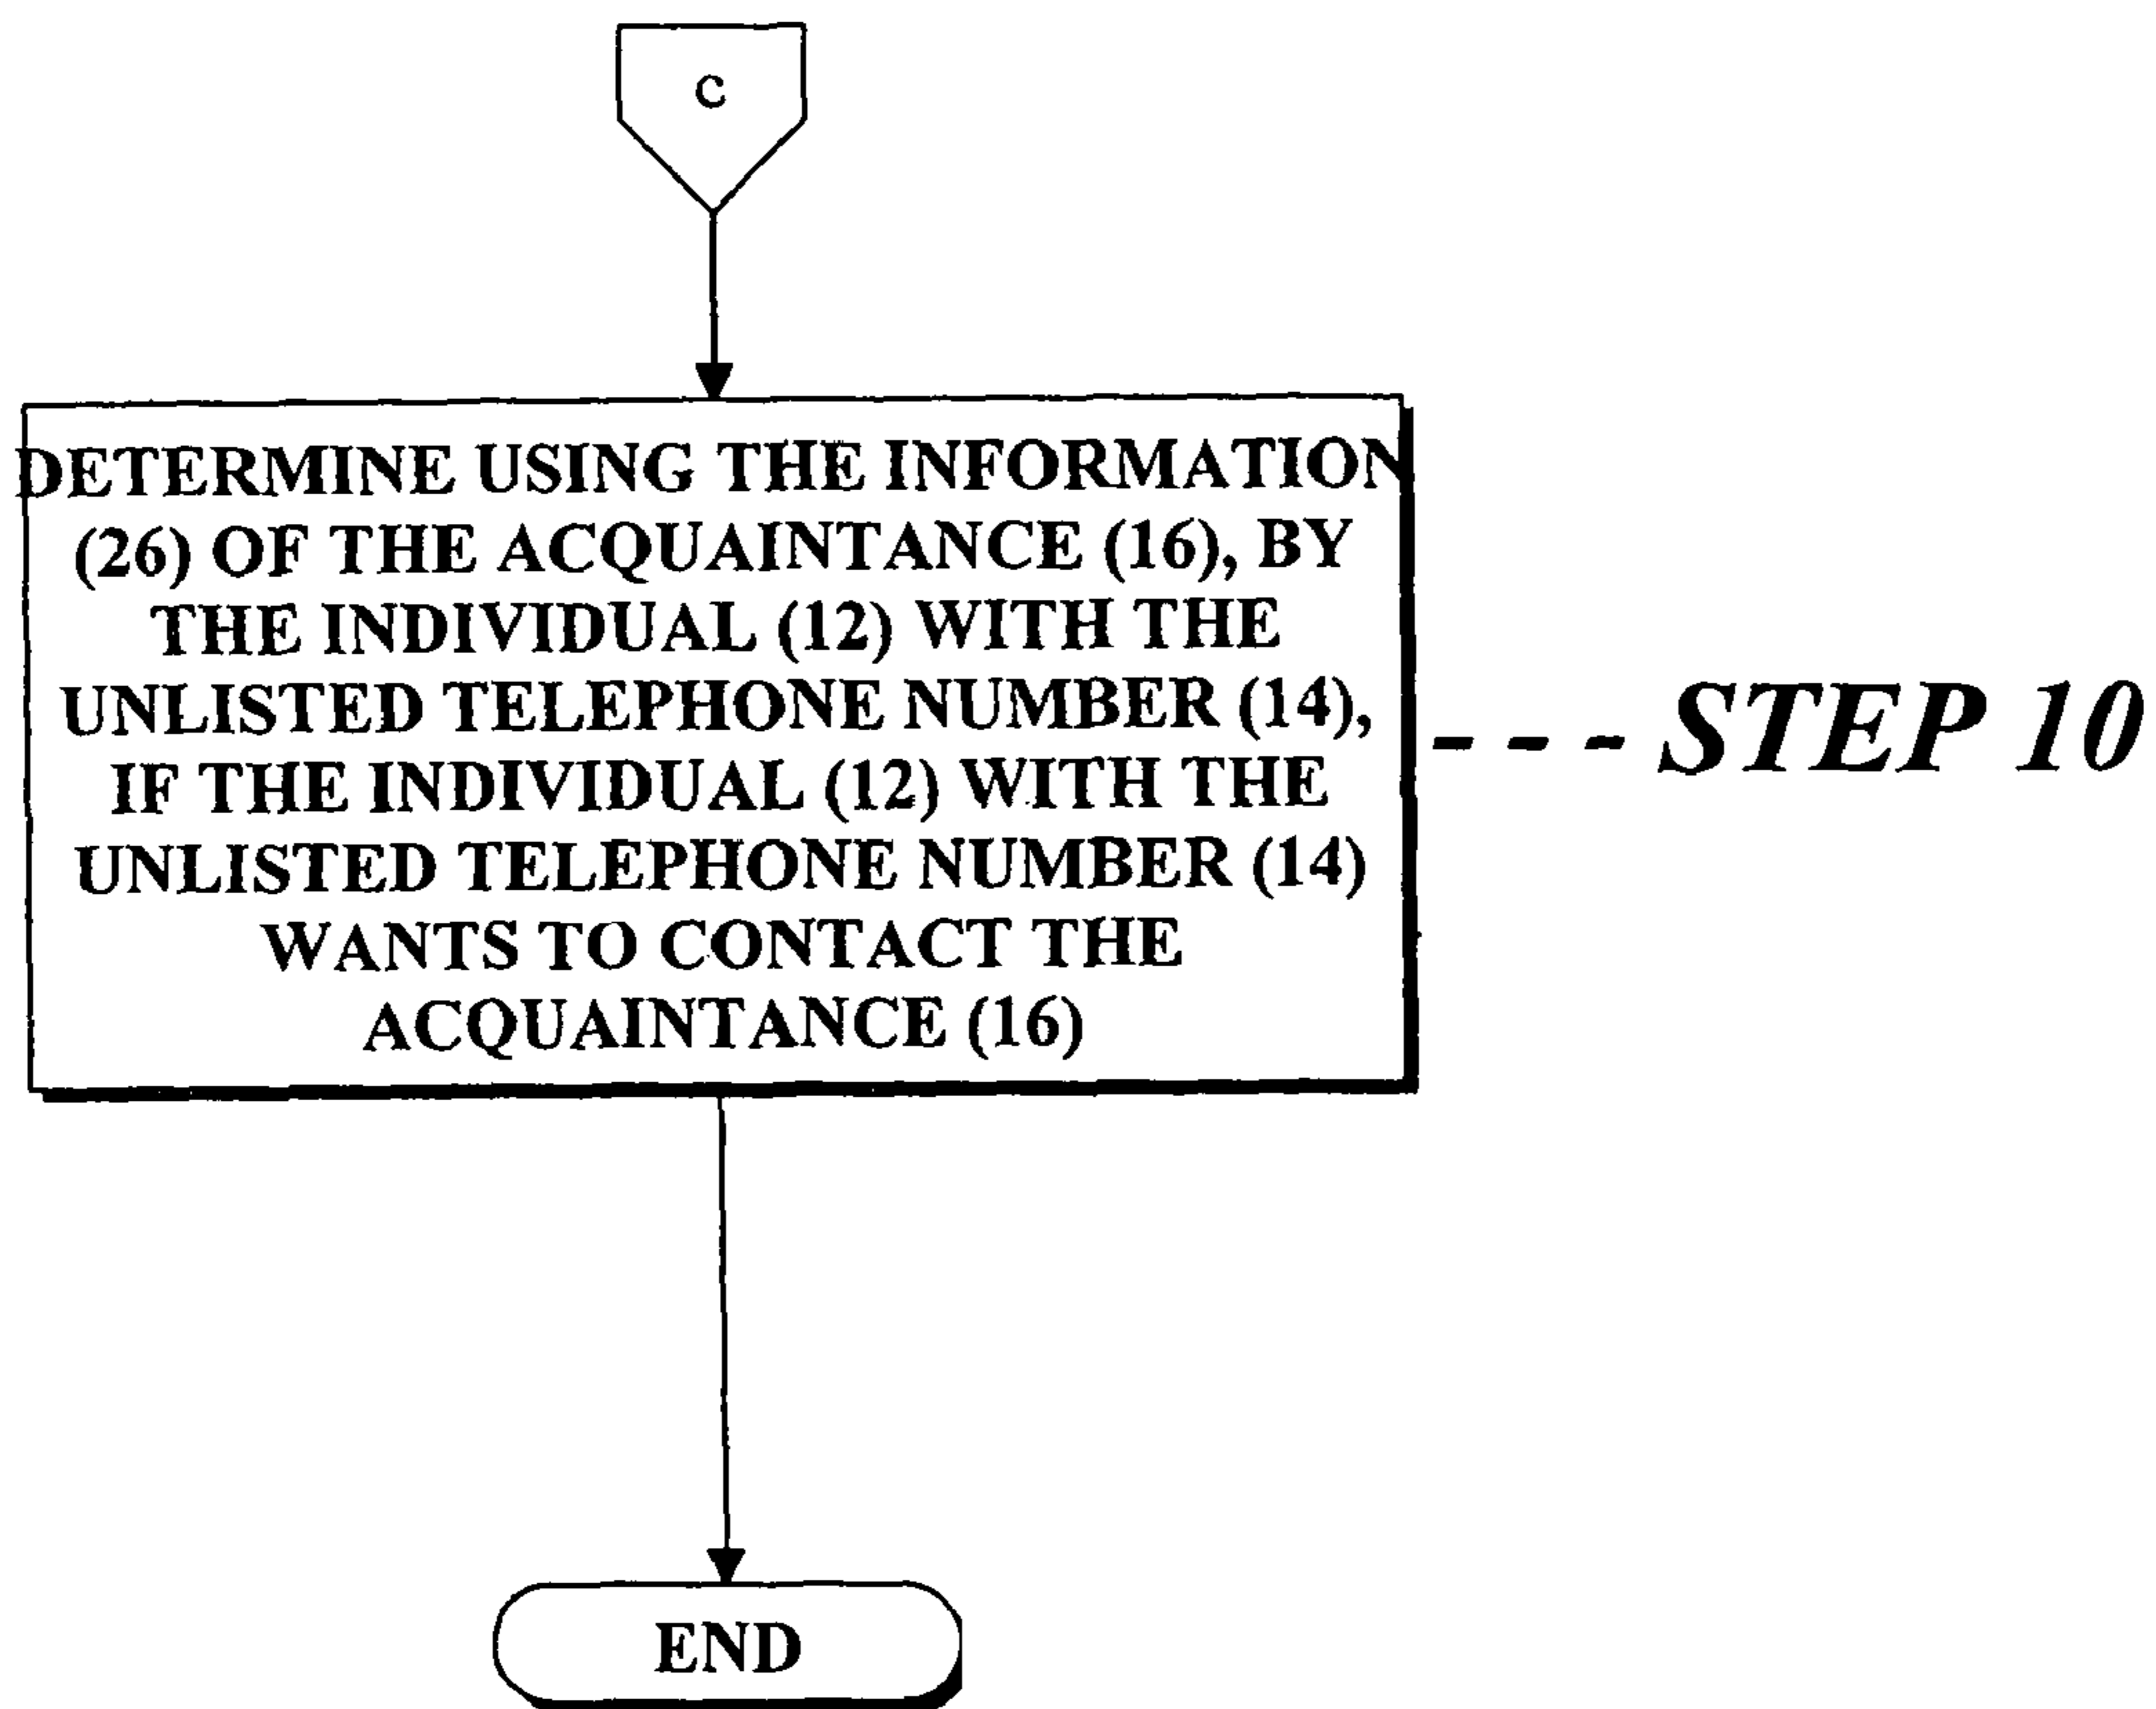 C
DETERMINE USING THE INFORMATION
(26) OF THE ACQUAINTANCE (16), BY
THE INDIVIDUAL (12) WITH THE
UNLISTED TELEPHONE NUMBER (14),
IF THE INDIVIDUAL (12) WITH THE
UNLISTED TELEPHONE NUMBER (14)
WANTS TO CONTACT THE
ACQUAINTANCE (16)
--- STEP 10
END